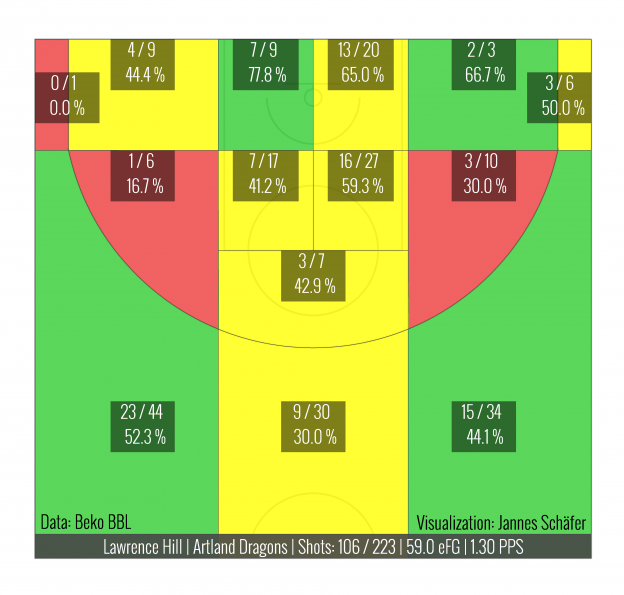 4 / 9
44.4 %
7 / 9
77.8 %
13 / 20
65.0 %
2 / 3
66.7 %
0 / 1
0.0 %
3 / 6
50.0 %
1 / 6
16.7 %
7 / 17
41.2 %
16 / 27
59.3 %
3 / 10
30.0 %
3 / 7
42.9 %
23 / 44
52.3 %
9 / 30
30.0 %
15 / 34
44.1 %
Data: Beko BBL
Visualization: Jannes Schäfer
Lawrence Hill | Artland Dragons | Shots: 106 / 223 | 59.0 eFG | 1.30 PPS